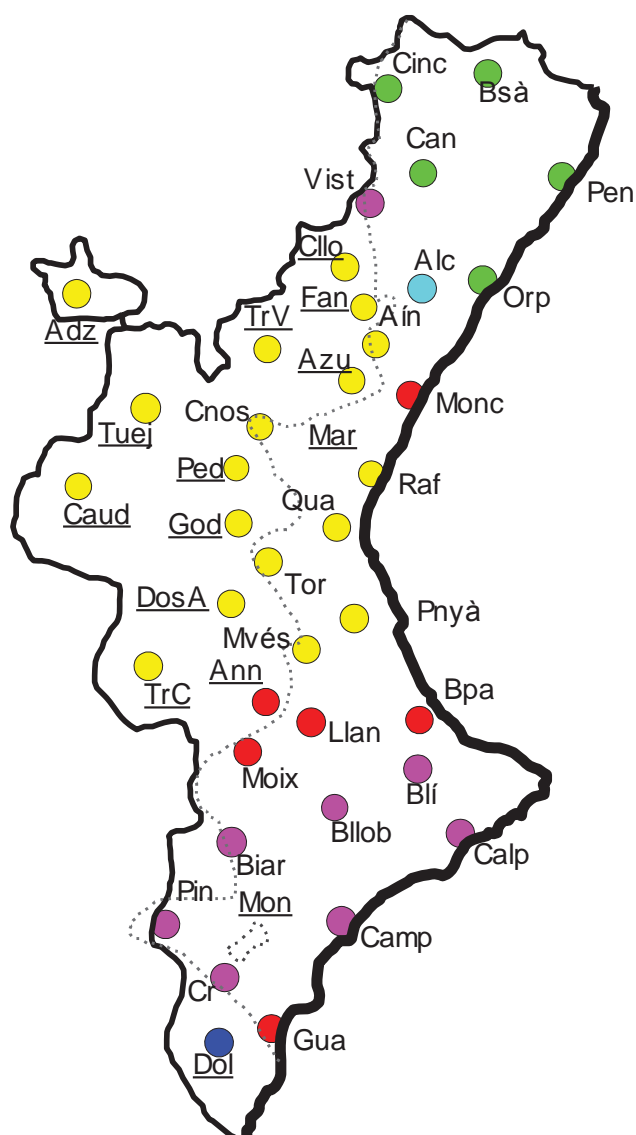 Cinc
Bsà
Can
Vist
Pen
Cllo
Alc
Fan
Orp
Adz
TrV
Aín
Azu
Cnos
Monc
Tuej
Mar
Ped
Raf
Caud
Qua
God
Tor
DosA
Pnyà
Mvés
Ann
TrC
Bpa
Llan
Moix
Blí
Bllob
Calp
Biar
Pin
Mon
Camp
Cr
Gua
Dol